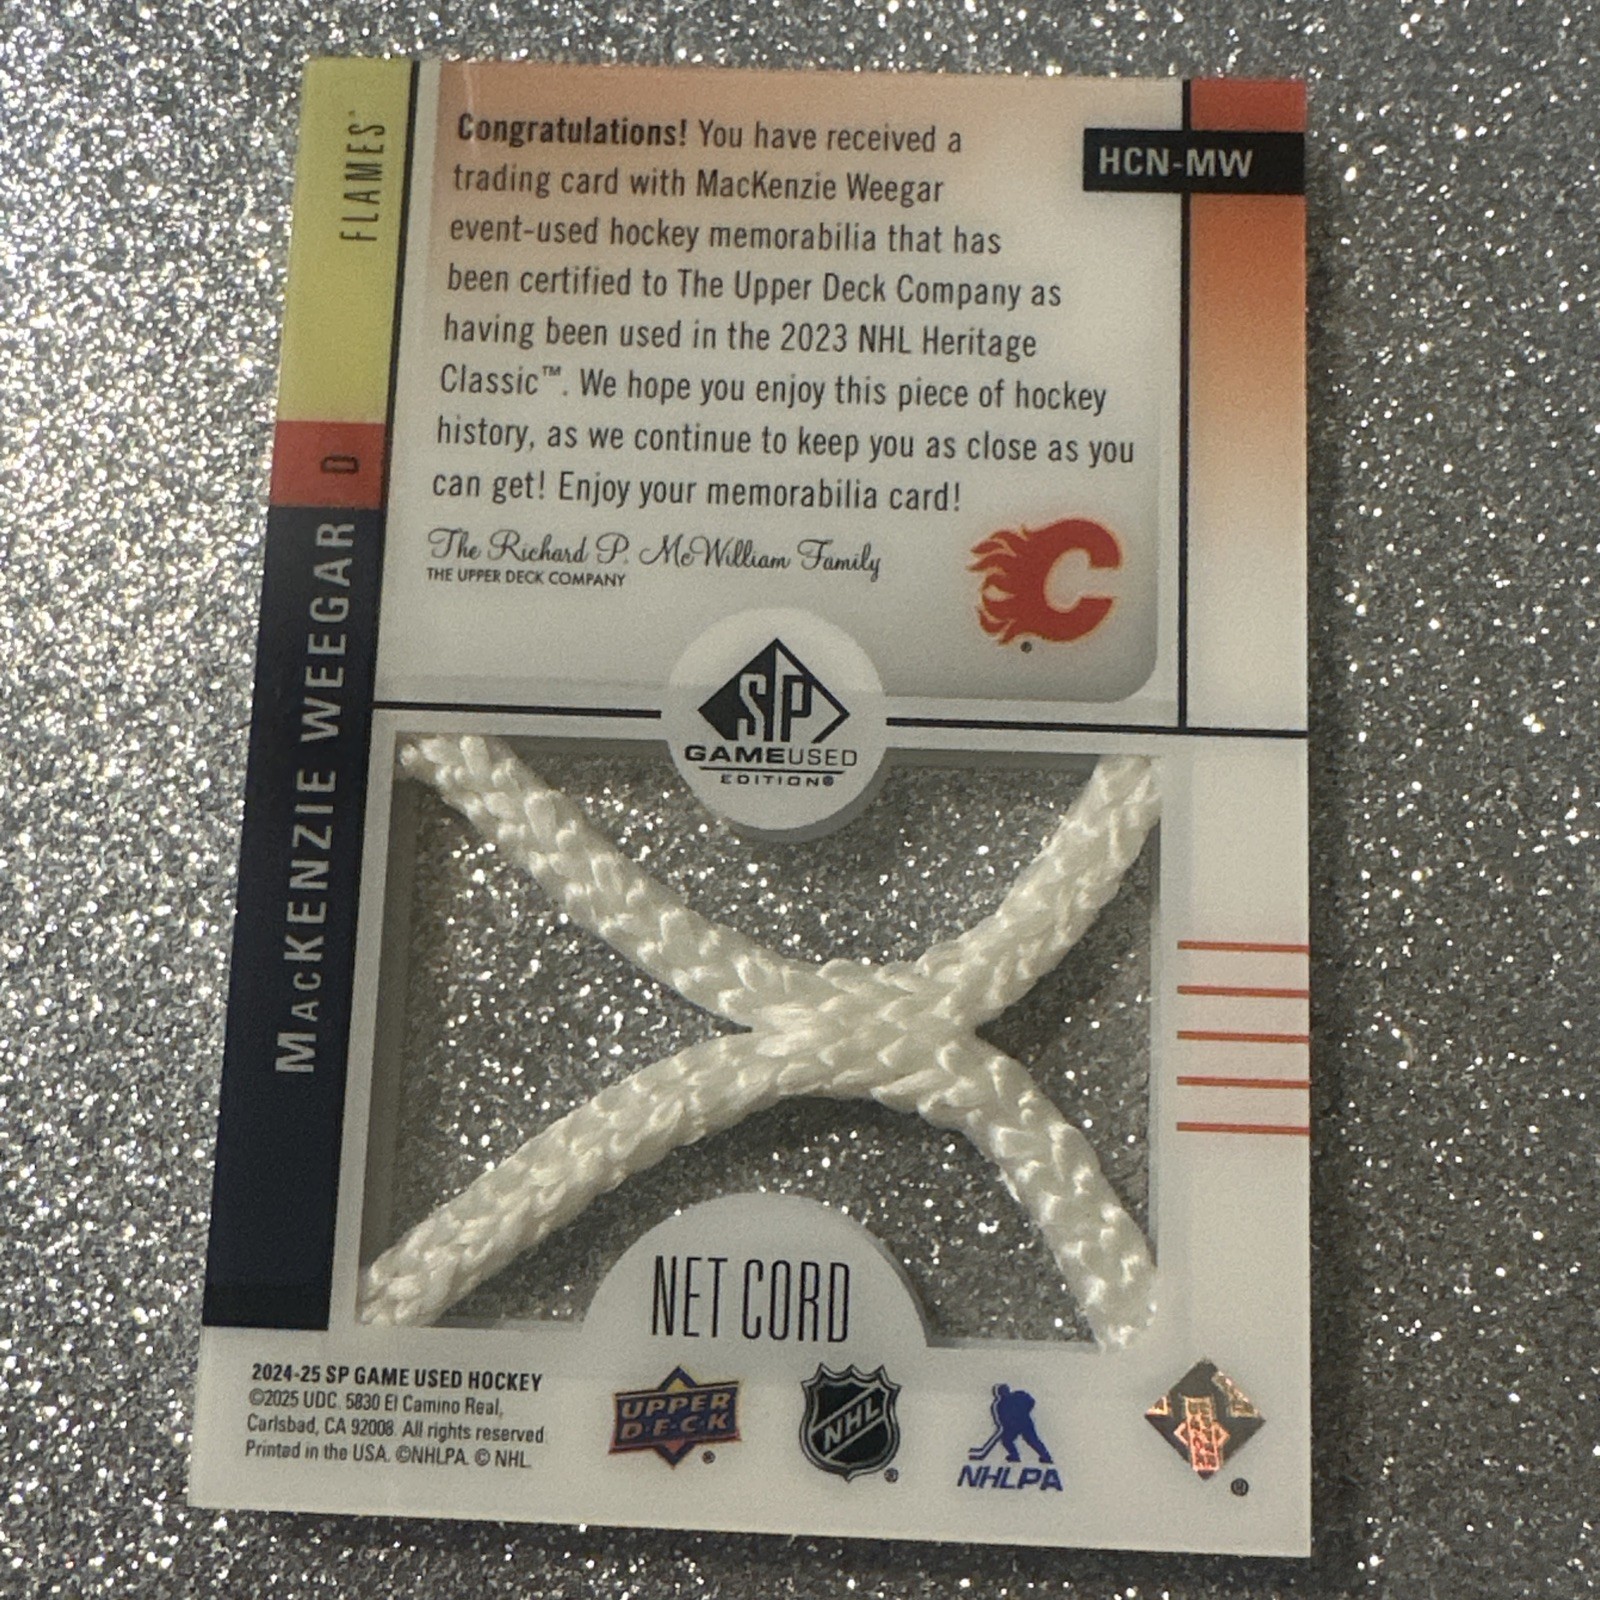 FLAMES
D
MacKENZIE WEEGAR
HCN-MW
Congratulations! You have received a
trading card with MacKenzie Weegar
event-used hockey memorabilia that has
been certified to The Upper Deck Company as
having been used in the 2023 NHL Heritage
Classic™. We hope you enjoy this piece of hockey
history, as we continue to keep you as close as you
can get! Enjoy your memorabilia card!
The Richard P. McWilliam Family
THE UPPER DECK COMPANY
C
®
SP
GAMEUSED
EDITION®
NET CORD
2024-25 SP GAME USED HOCKEY
©2025 UDC. 5830 El Camino Real,
Carlsbad, CA 92008. All rights reserved.
Printed in the USA. ©NHLPA. © NHL.
UPPER
D·E·C·K
®
NHL
®
NHLPA
®